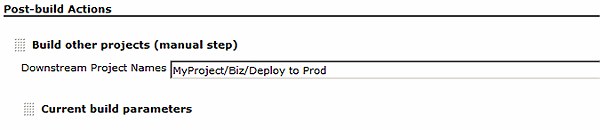 Post-build Actions
Build other projects (manual step)
Downstream Project Names MyProject/Biz/Deploy to Prod
Current build parameters